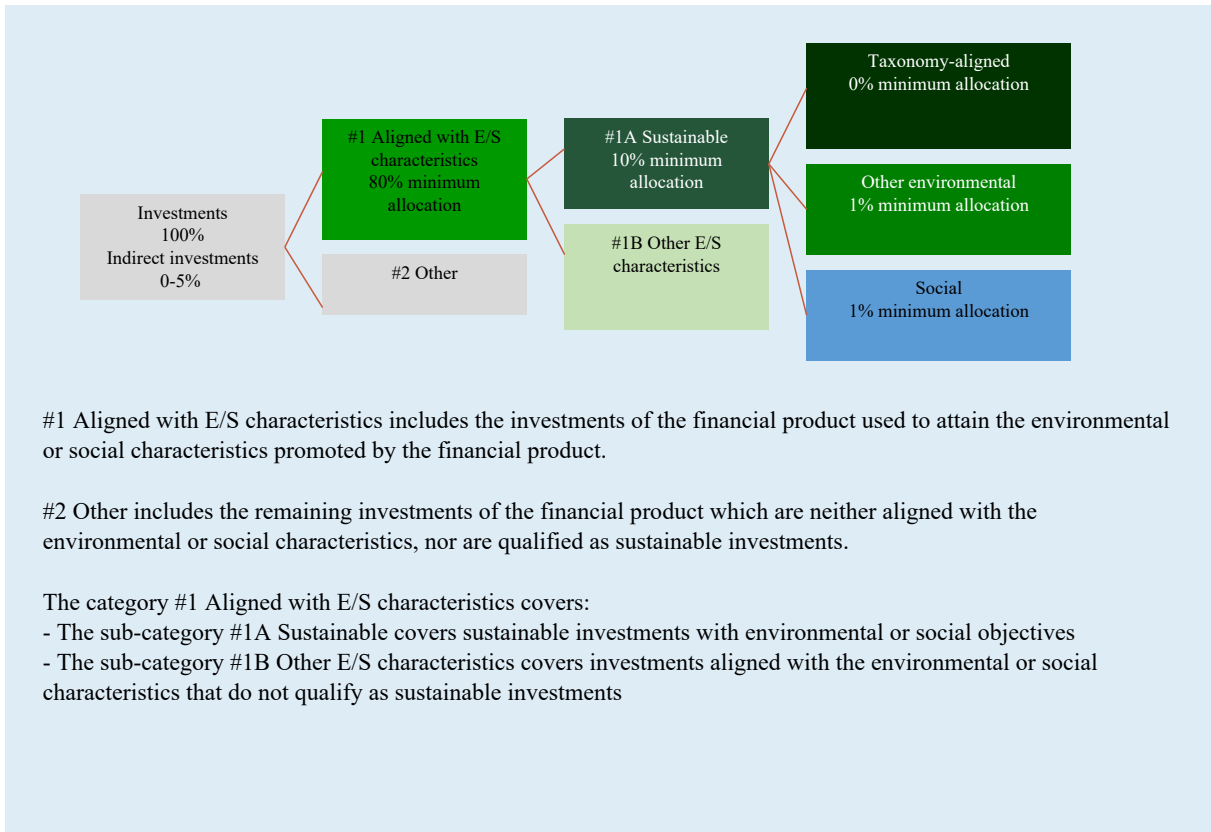 Investments
100%
Indirect investments
0-5%
#1 Aligned with E/S
characteristics
80% minimum
allocation
#2 Other
#1A Sustainable
10% minimum
allocation
#1B Other E/S
characteristics
Taxonomy-aligned
0% minimum allocation
Other environmental
1% minimum allocation
Social
1% minimum allocation
#1 Aligned with E/S characteristics includes the investments of the financial product used to attain the environmental
or social characteristics promoted by the financial product.
#2 Other includes the remaining investments of the financial product which are neither aligned with the
environmental or social characteristics, nor are qualified as sustainable investments.
The category #1 Aligned with E/S characteristics covers:
- The sub-category #1A Sustainable covers sustainable investments with environmental or social objectives
- The sub-category #1B Other E/S characteristics covers investments aligned with the environmental or social
characteristics that do not qualify as sustainable investments